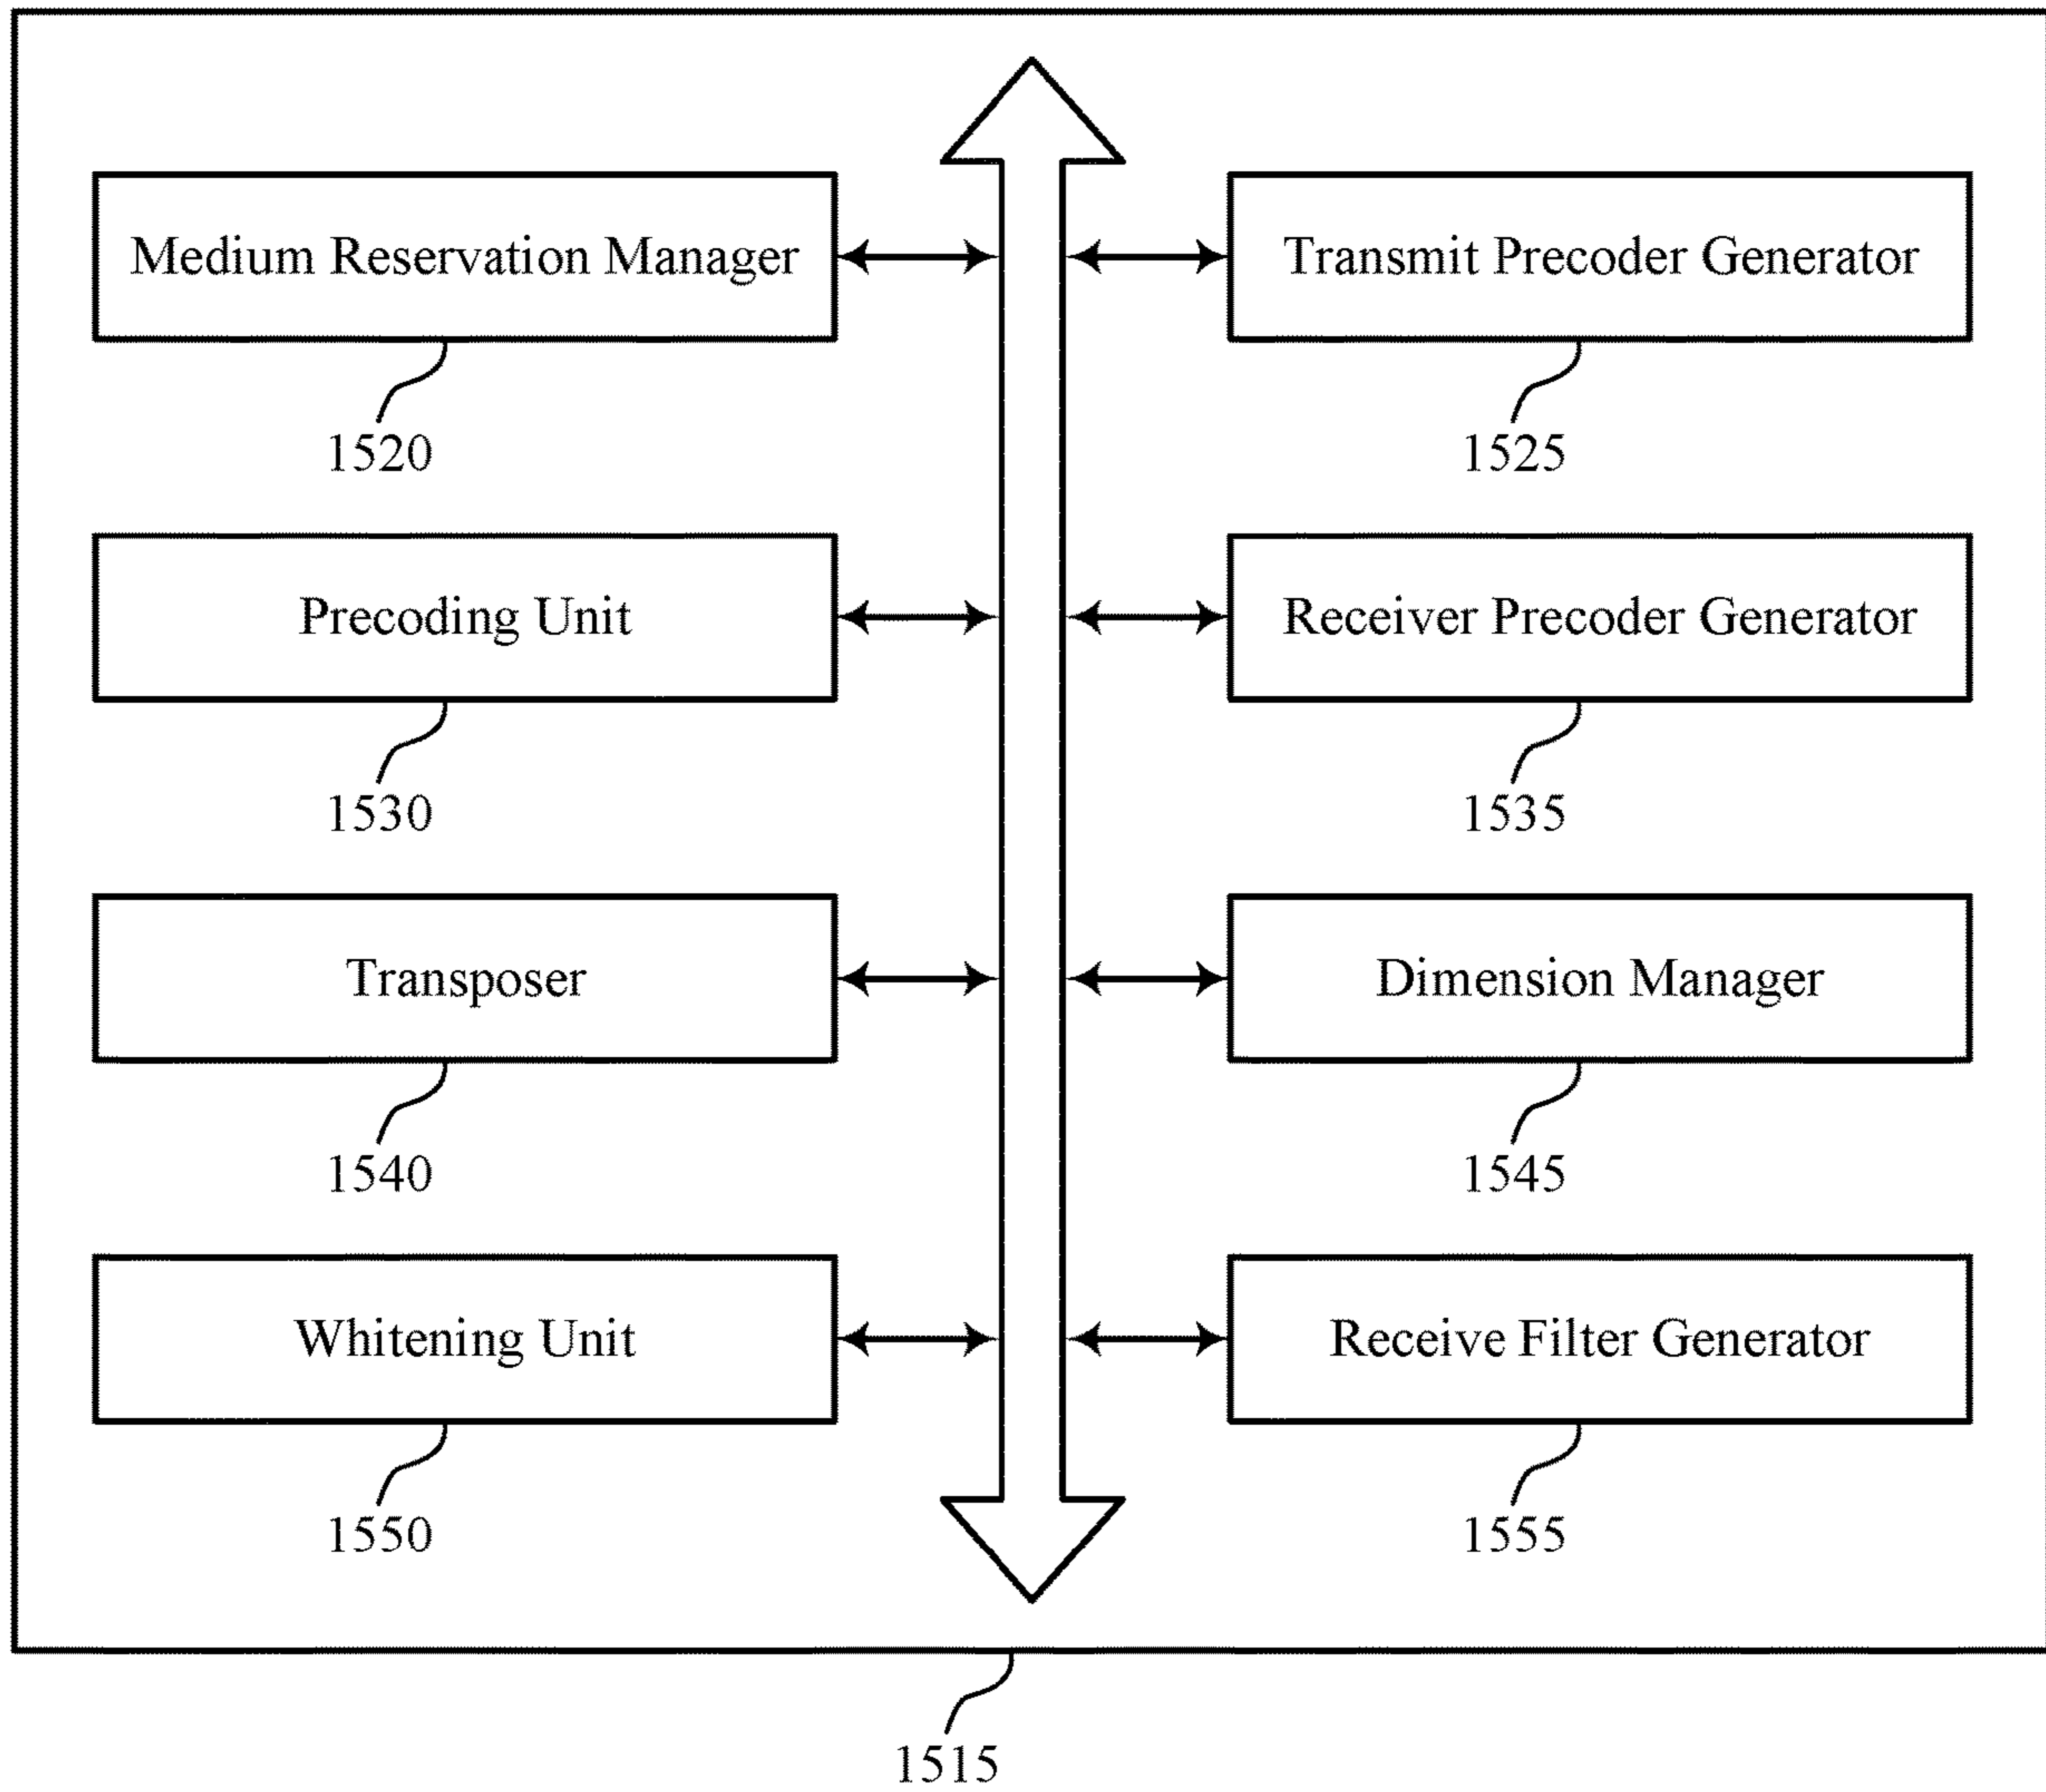 Medium Reservation Manager
Transmit Precoder Generator
1520
1525
Precoding Unit
Receiver Precoder Generator
1530
1535
Transposer
Dimension Manager
1540
1545
Whitening Unit
Receive Filter Generator
1550
1555
1515